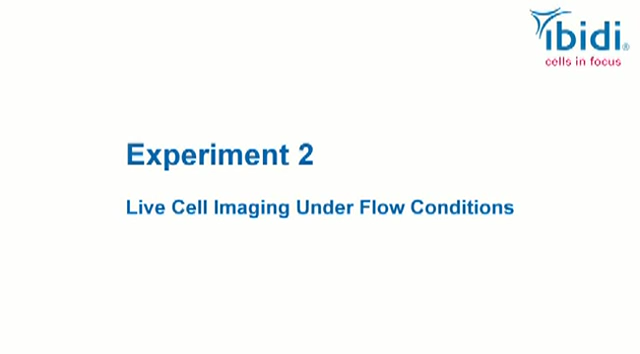 ibidi®
cells in focus
Experiment 2
Live Cell Imaging Under Flow Conditions